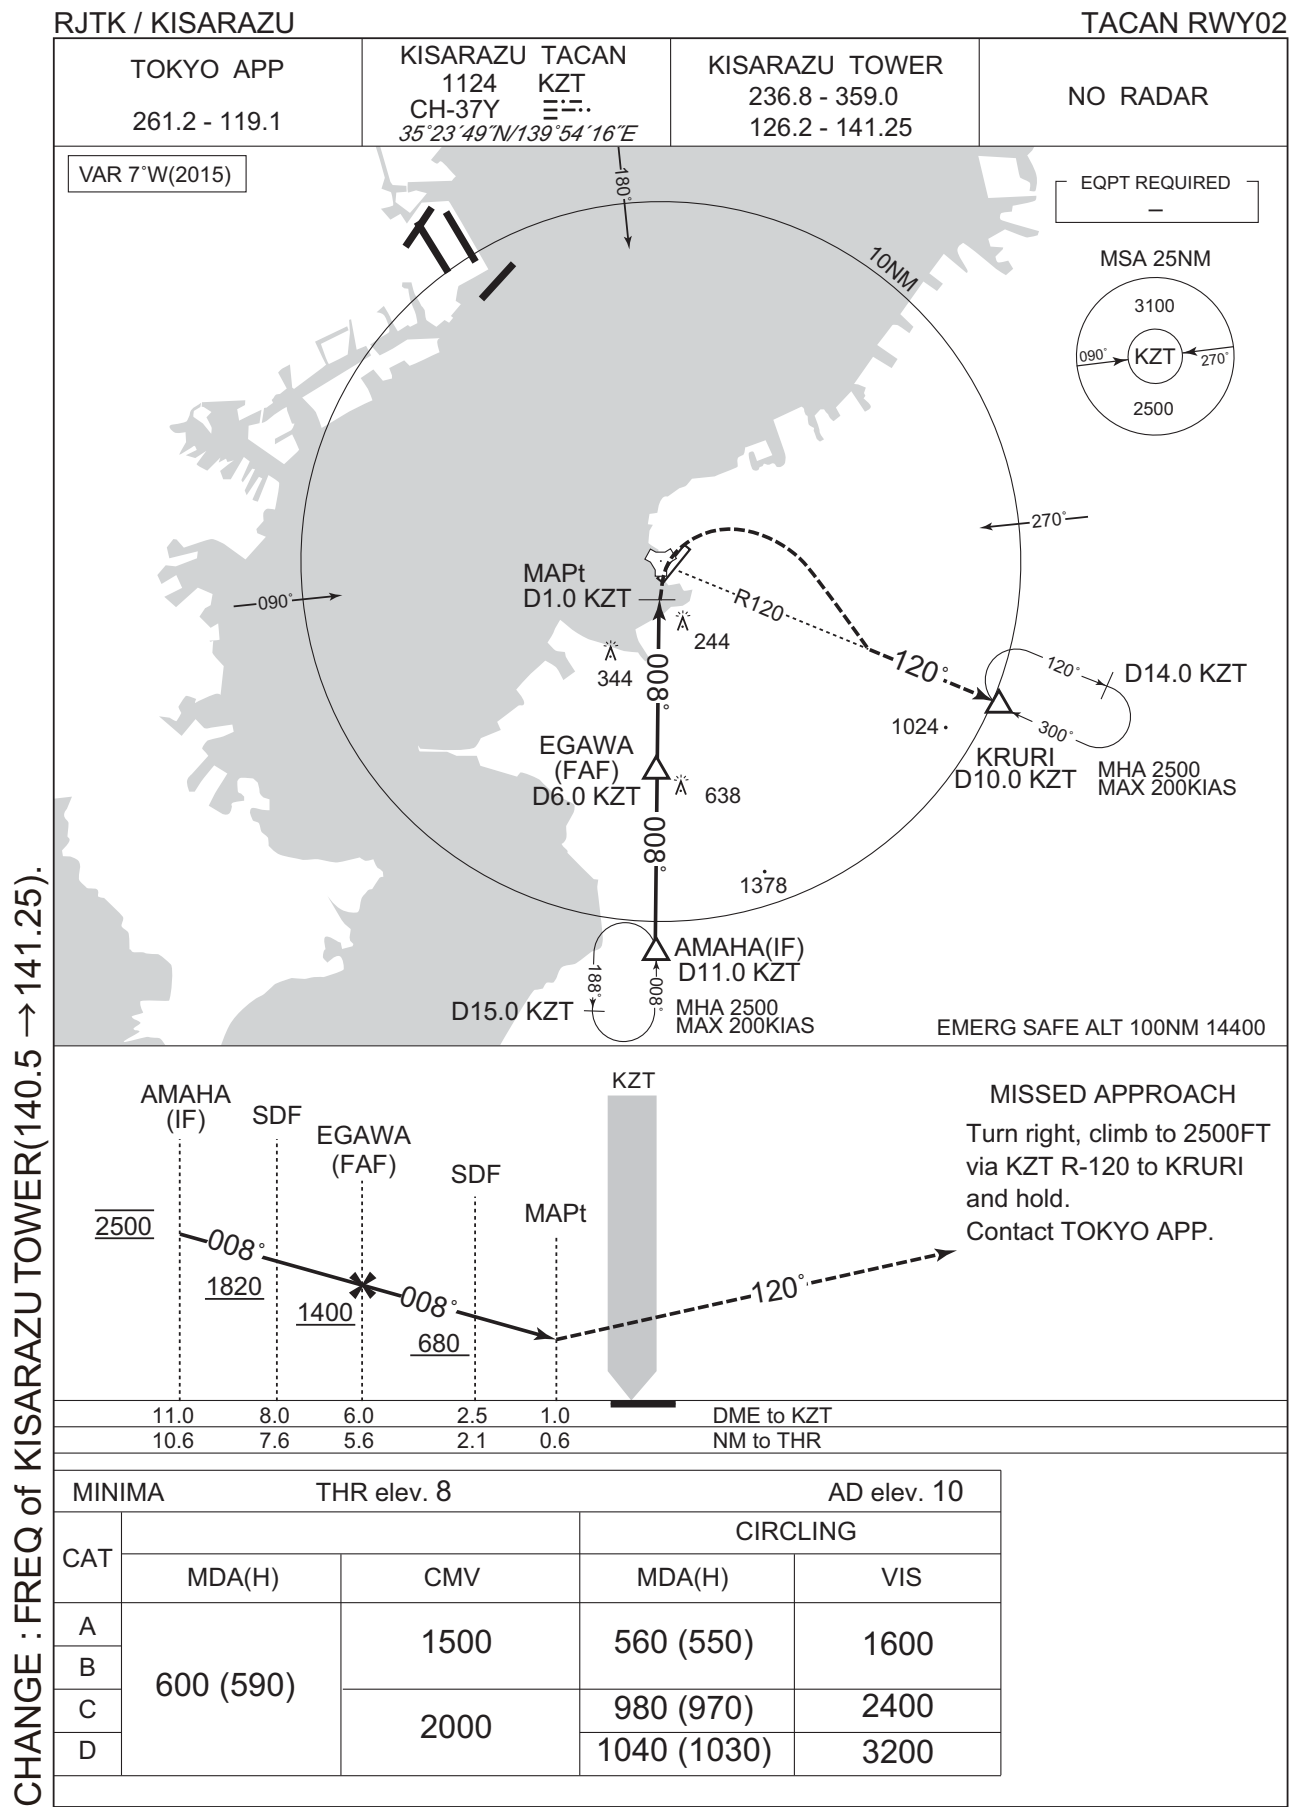 RJTK / KISARAZU
TACAN RWY02
TOKYO APP
261.2 - 119.1
KISARAZU TACAN
1124 KZT
CH-37Y
35°23´49˝N/139°54´16˝E
KISARAZU TOWER
236.8 - 359.0
126.2 - 141.25
NO RADAR
VAR 7°W(2015)
180°
EQPT REQUIRED
–
10NM
MSA 25NM
3100
090°
KZT
270°
2500
270°
090°
MAPt
D1.0 KZT
R120
244
344
008°
120°
120°
D14.0 KZT
1024
300°
KRURI
D10.0 KZT
MHA 2500
MAX 200KIAS
EGAWA
(FAF)
D6.0 KZT
638
008°
1378
AMAHA(IF)
D11.0 KZT
188°
008°
D15.0 KZT
MHA 2500
MAX 200KIAS
EMERG SAFE ALT 100NM 14400
CHANGE : FREQ of KISARAZU TOWER(140.5 →141.25).
AMAHA
(IF)
SDF
EGAWA
(FAF)
SDF
MAPt
KZT
MISSED APPROACH
Turn right, climb to 2500FT
via KZT R-120 to KRURI
and hold.
Contact TOKYO APP.
2500
008°
1820
1400
008°
680
120°
11.0 8.0 6.0 2.5 1.0 DME to KZT
10.6 7.6 5.6 2.1 0.6 NM to THR
MINIMA THR elev. 8 AD elev. 10
CAT
CIRCLING
MDA(H) CMV MDA(H) VIS
A
B
C
D
600 (590)
1500
2000
560 (550) 1600
980 (970) 2400
1040 (1030) 3200